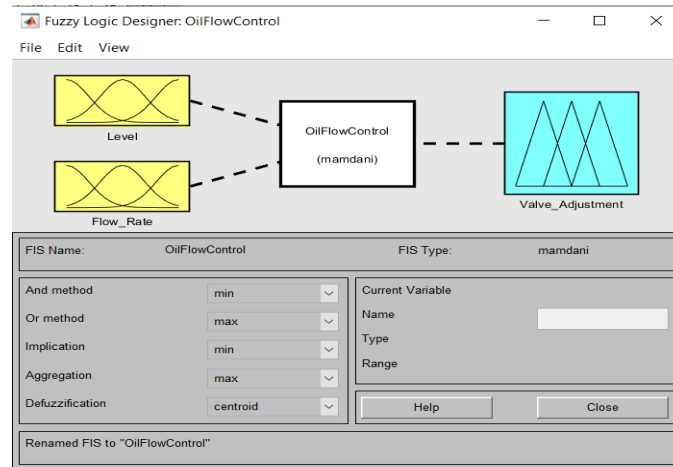 Fuzzy Logic Designer: OilFlowControl
File Edit View
Level
OilFlowControl
(mamdani)
Flow_Rate
Valve_Adjustment
FIS Name: OilFlowControl FIS Type: mamdani
And method min
Or method max
Implication min
Aggregation max
Defuzzification centroid
Current Variable
Name
Type
Range
Help Close
Renamed FIS to "OilFlowControl"